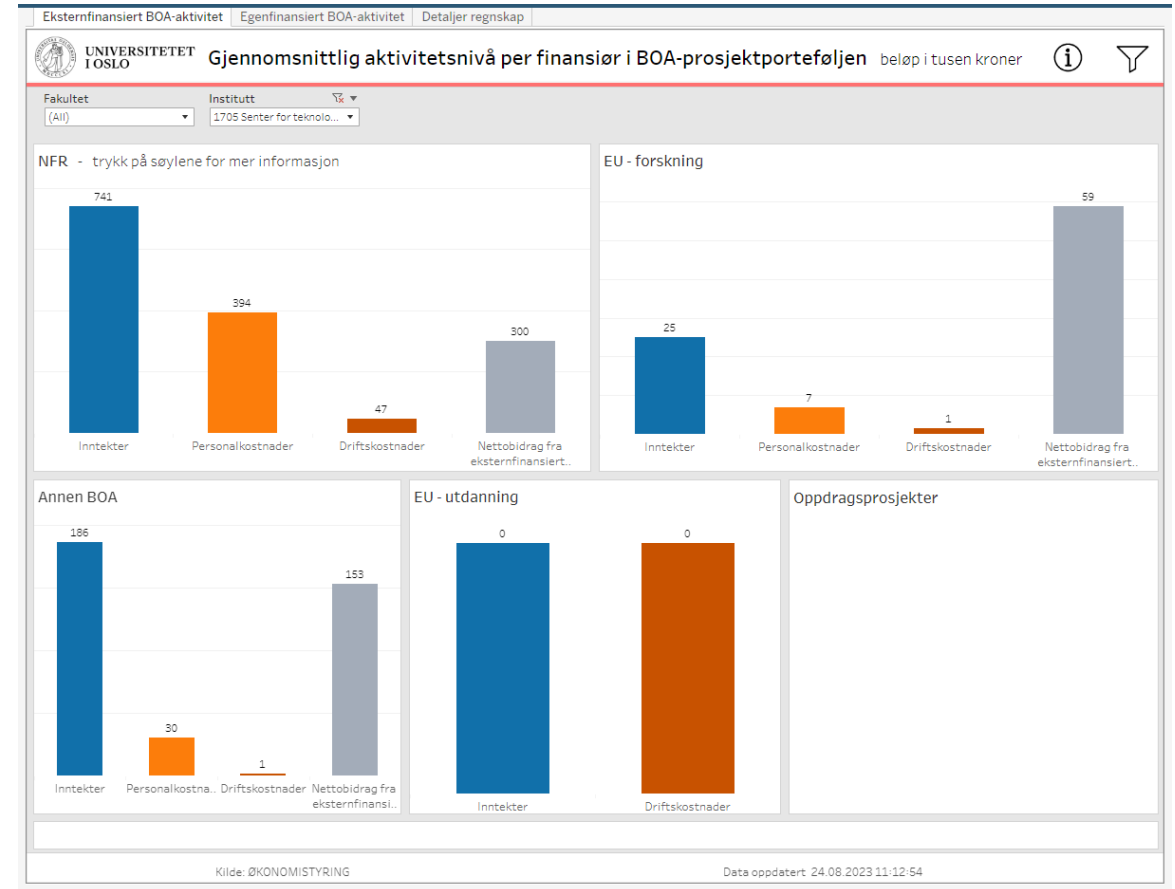 Eksternfinansiert BOA-aktivitet Egenfinansiert BOA-aktivitet Detaljer regnskap
UNIVERSITETET
I OSLO
Gjennomsnittlig aktivitetsnivå per finansiør i BOA-prosjektporteføljen beløp i tusen kroner
Fakultet Institutt
(All) 1705 Senter for teknolo...
NFR - trykk på søylene for mer informasjon
741
394
300
47
Inntekter Personalkostnader Driftskostnader Nettobidrag fra
eksternfinansiert..
EU - forskning
59
25
7
1
Inntekter Personalkostnader Driftskostnader Nettobidrag fra
eksternfinansiert..
Annen BOA
186
153
30
1
Inntekter Personalkostna.. Driftskostnader Nettobidrag fra
eksternfinansi..
EU - utdanning
0 0
Inntekter Driftskostnader
Oppdragsprosjekter
Kilde: ØKONOMISTYRING Data oppdatert 24.08.2023 11:12:54